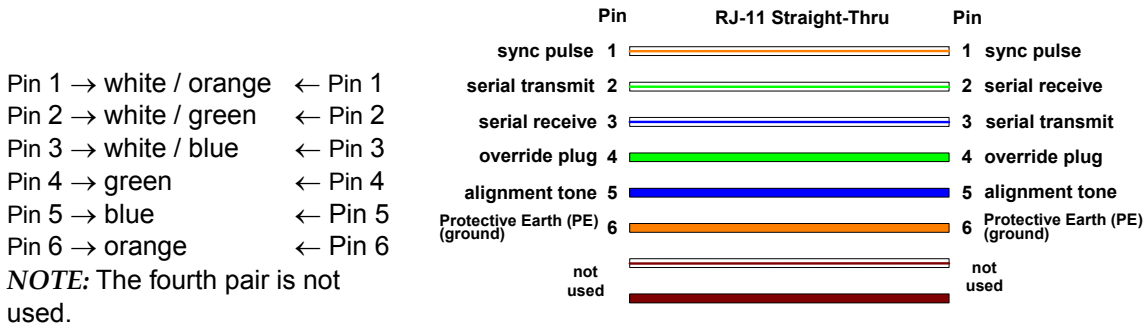 Pin 1 → white / orange ← Pin 1
Pin 2 → white / green ← Pin 2
Pin 3 → white / blue ← Pin 3
Pin 4 → green ← Pin 4
Pin 5 → blue ← Pin 5
Pin 6 → orange ← Pin 6
NOTE: The fourth pair is not
used.
Pin RJ-11 Straight-Thru Pin
sync pulse 1 1 sync pulse
serial transmit 2 2 serial receive
serial receive 3 3 serial transmit
override plug 4 4 override plug
alignment tone 5 5 alignment tone
Protective Earth (PE)
(ground) 6 6 Protective Earth (PE)
(ground)
not
used
not
used